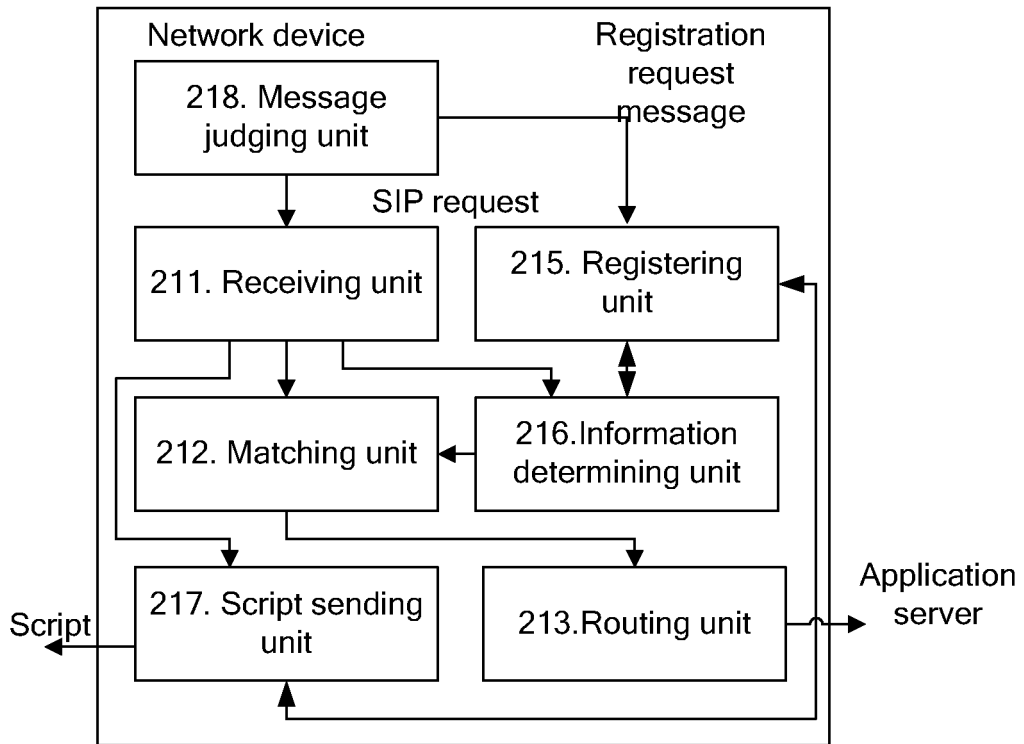 Network device
Registration
request
message
218. Message
judging unit
SIP request
211. Receiving unit
215. Registering
unit
212. Matching unit
216.Information
determining unit
217. Script sending
unit
213.Routing unit
Application
server
Script